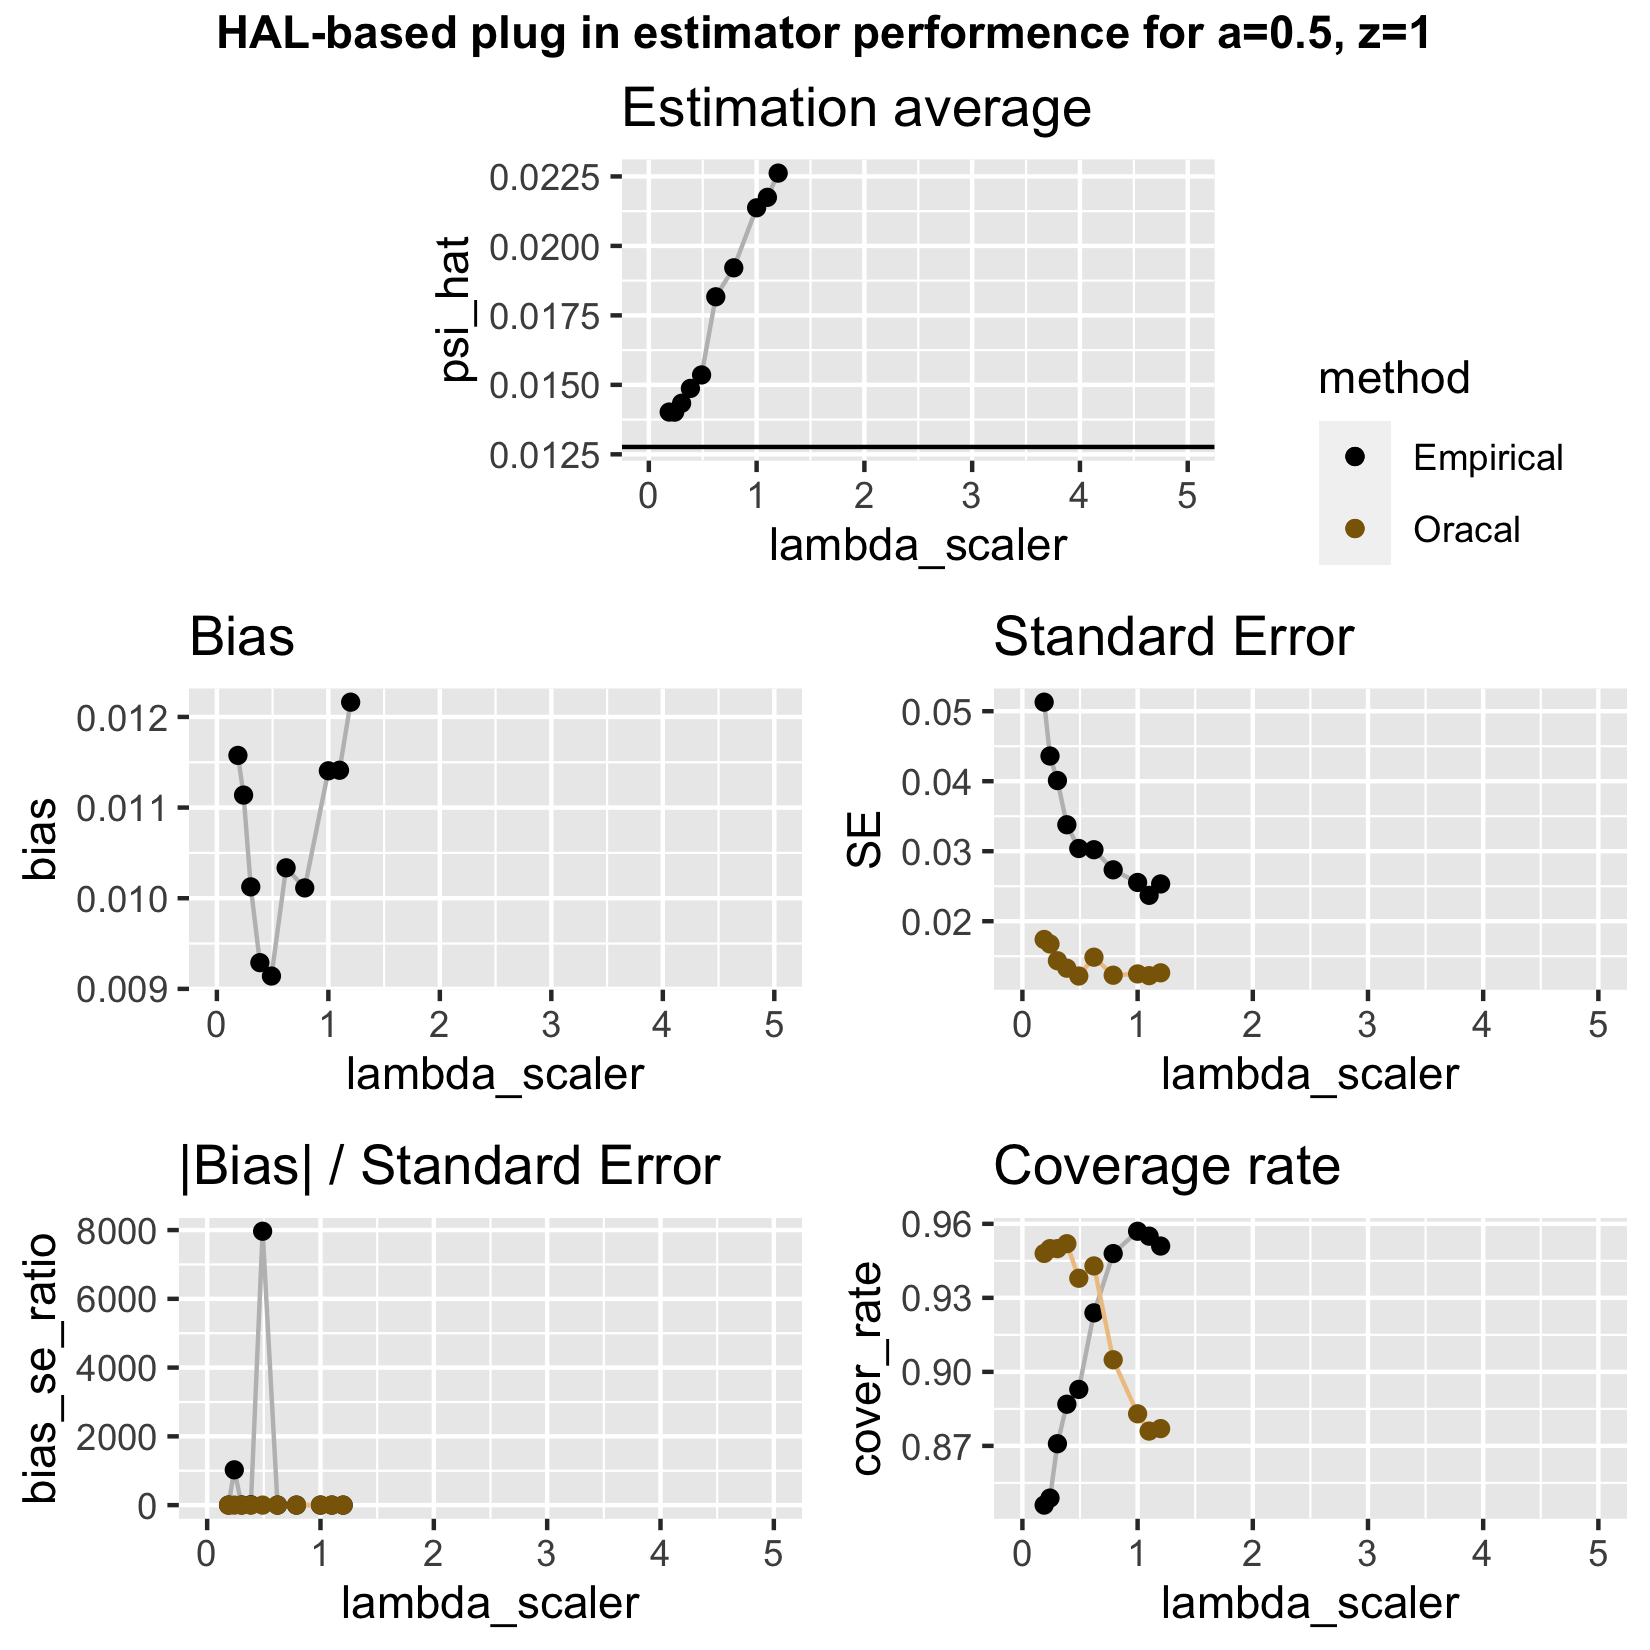 HAL-based plug in estimator performence for a=0.5, z=1
Estimation average
psi_hat
0.0225
0.0200
0.0175
0.0150
0.0125
0 1 2 3 4 5
lambda_scaler
method
Empirical
Oracal
Bias
bias
0.012
0.011
0.010
0.009
0 1 2 3 4 5
lambda_scaler
Standard Error
SE
0.05
0.04
0.03
0.02
0 1 2 3 4 5
lambda_scaler
|Bias| / Standard Error
bias_se_ratio
8000
6000
4000
2000
0
0 1 2 3 4 5
lambda_scaler
Coverage rate
cover_rate
0.96
0.93
0.90
0.87
0 1 2 3 4 5
lambda_scaler